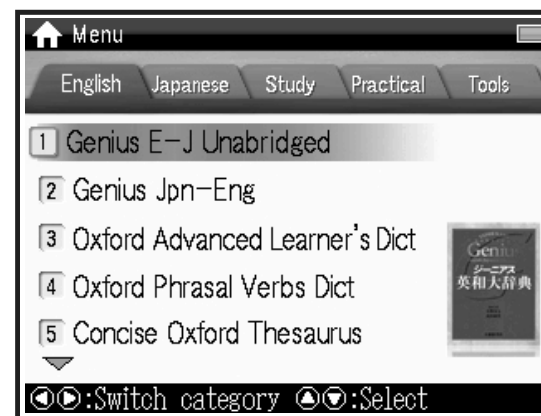 Menu
English Japanese Study Practical Tools
1 Genius E-J Unabridged
2 Genius Jpn-Eng
3 Oxford Advanced Learner's Dict
4 Oxford Phrasal Verbs Dict
5 Concise Oxford Thesaurus
Genius
ジーニアス
英和大辞典
:Switch category :Select